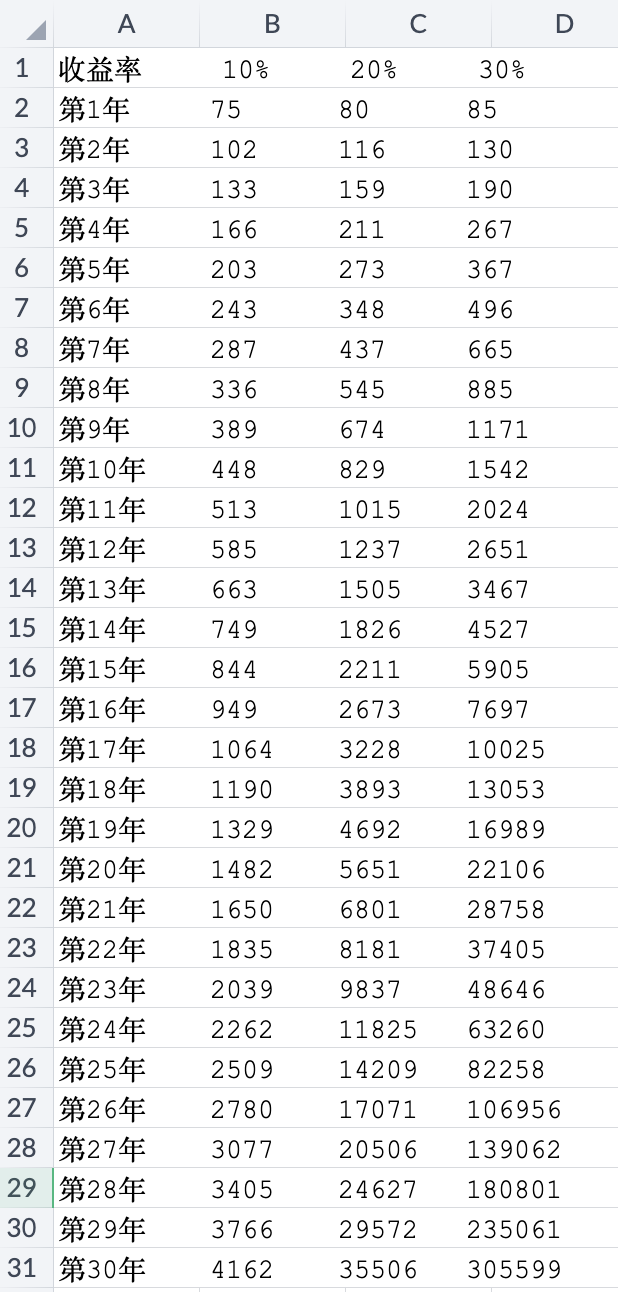 A B C D
1 收益率 10% 20% 30%
2 第1年 75 80 85
3 第2年 102 116 130
4 第3年 133 159 190
5 第4年 166 211 267
6 第5年 203 273 367
7 第6年 243 348 496
8 第7年 287 437 665
9 第8年 336 545 885
10 第9年 389 674 1171
11 第10年 448 829 1542
12 第11年 513 1015 2024
13 第12年 585 1237 2651
14 第13年 663 1505 3467
15 第14年 749 1826 4527
16 第15年 844 2211 5905
17 第16年 949 2673 7697
18 第17年 1064 3228 10025
19 第18年 1190 3893 13053
20 第19年 1329 4692 16989
21 第20年 1482 5651 22106
22 第21年 1650 6801 28758
23 第22年 1835 8181 37405
24 第23年 2039 9837 48646
25 第24年 2262 11825 63260
26 第25年 2509 14209 82258
27 第26年 2780 17071 106956
28 第27年 3077 20506 139062
29 第28年 3405 24627 180801
30 第29年 3766 29572 235061
31 第30年 4162 35506 305599